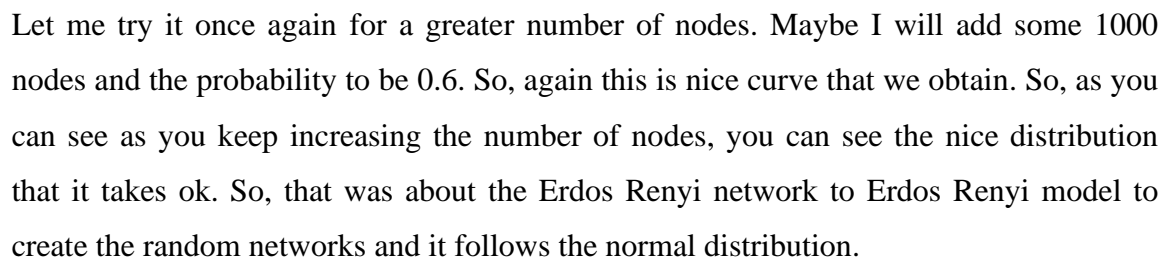 Let me try it once again for a greater number of nodes. Maybe I will add some 1000
nodes and the probability to be 0.6. So, again this is nice curve that we obtain. So, as you
can see as you keep increasing the number of nodes, you can see the nice distribution
that it takes ok. So, that was about the Erdos Renyi network to Erdos Renyi model to
create the random networks and it follows the normal distribution.